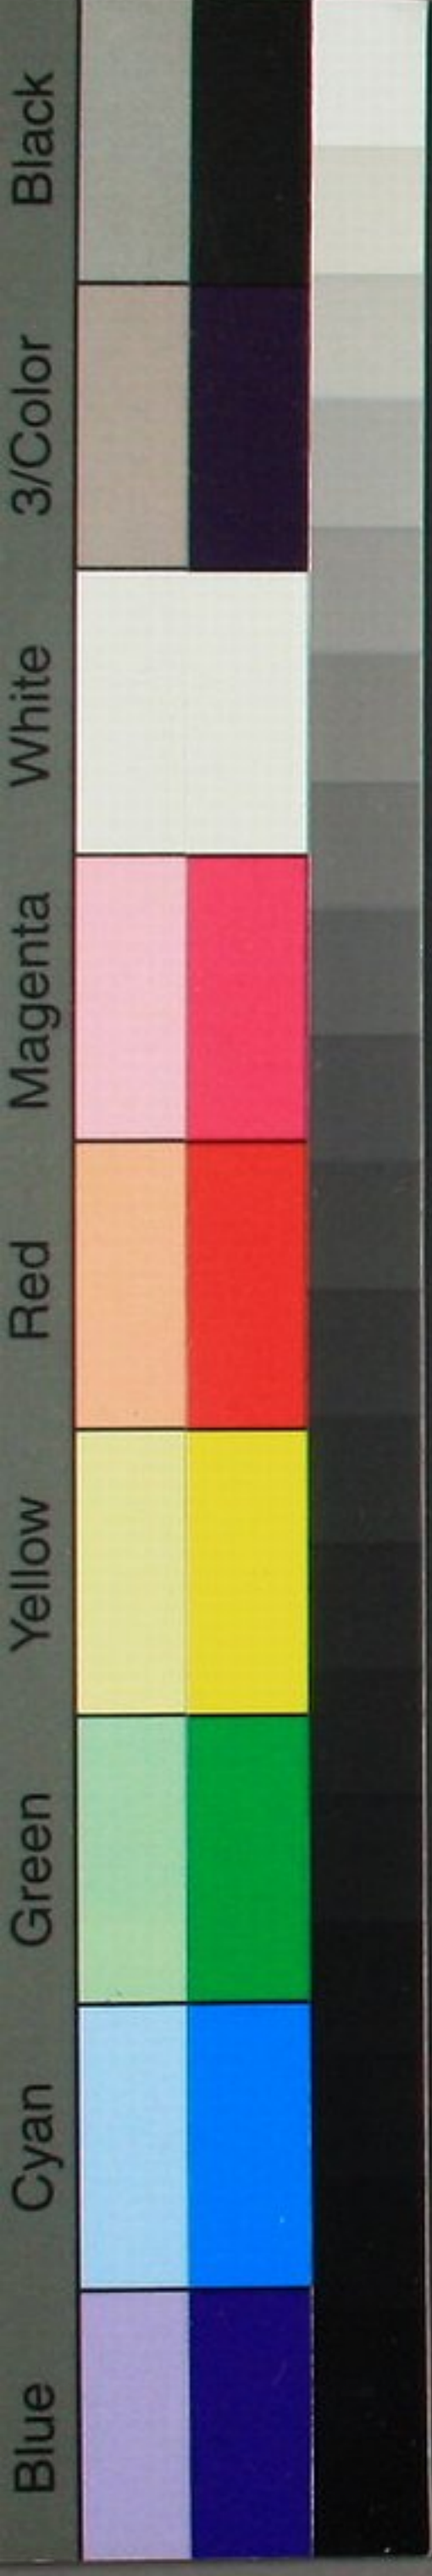 Black
3/Color
White
Magenta
Red
Yellow
Green
Cyan
Blue